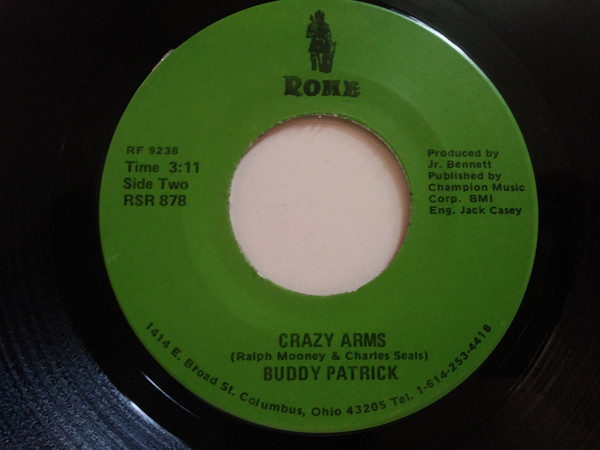 ROME
RF 9238
Time 3:11
Side Two
RSR 878
Produced by
Jr. Bennett
Published by
Champion Music
Corp. BMI
Eng. Jack Casey
CRAZY ARMS
(Ralph Mooney & Charles Seals)
BUDDY PATRICK
1414 E. Broad St. Columbus, Ohio 43205 Tel. 1-614-253-4418